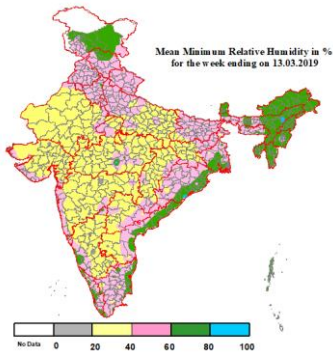 Mean Minimum Relative Humidity in %
for the week ending on 13.03.2019
No Data 0 20 40 60 80 100